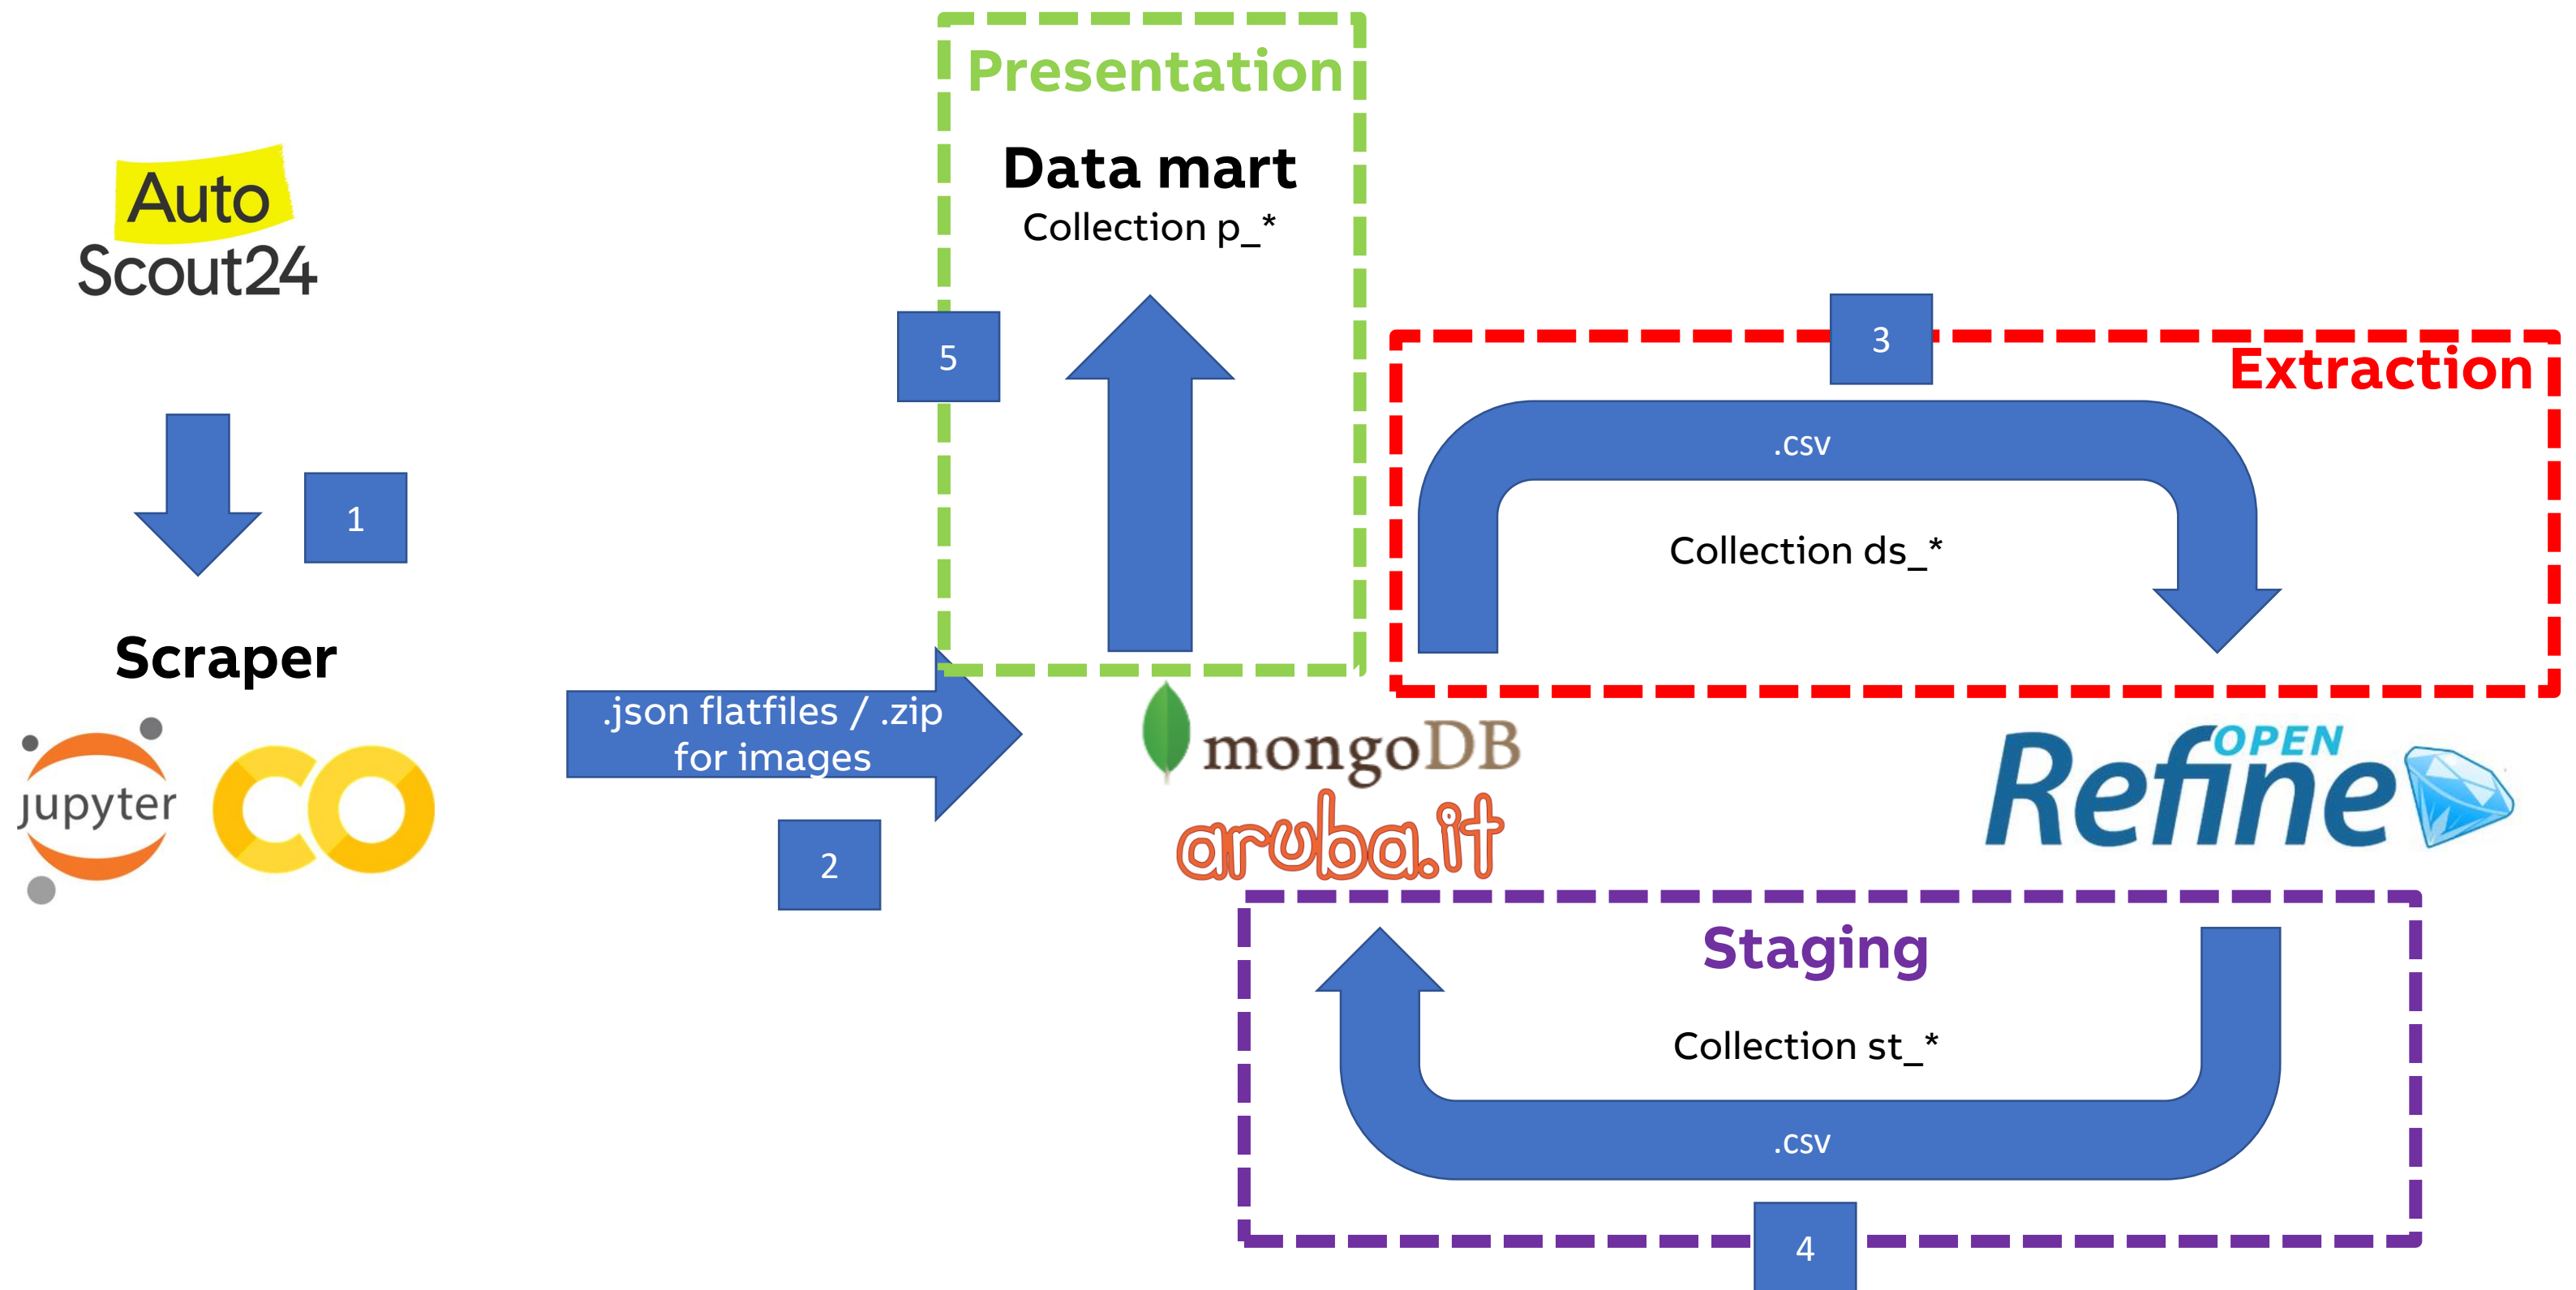 Presentation
Data mart
Collection p_*
Auto
Scout24
5
3
Extraction
.csv
1
Collection ds_*
Scraper
.json flatfiles / .zip
for images
mongoDB
OPEN
Refine
jupyter
CO
aruba.it
2
Staging
Collection st_*
.csv
4